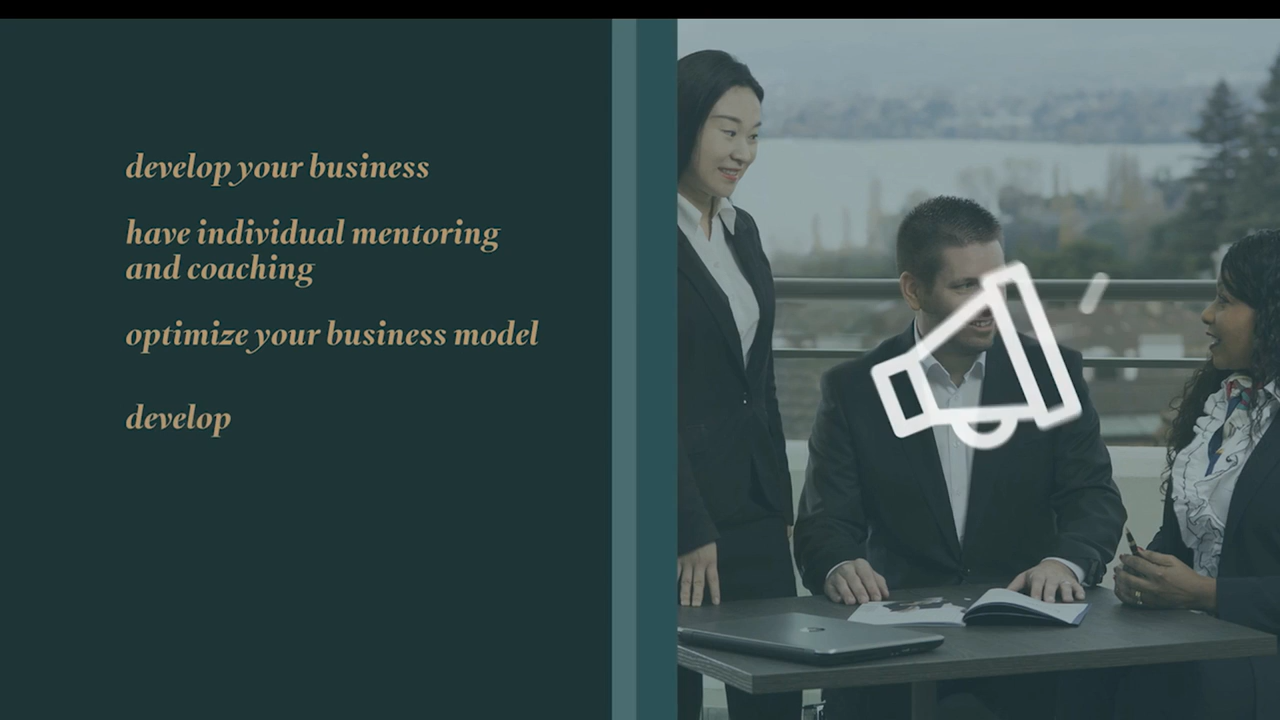 develop your business
have individual mentoring
and coaching
optimize your business model
develop